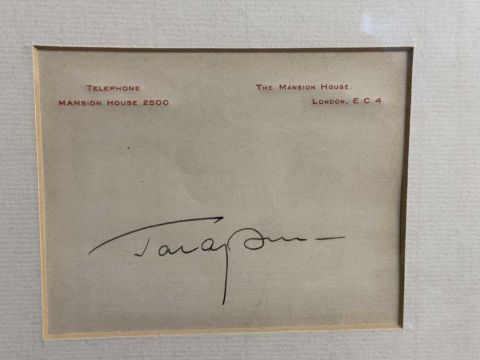 TELEPHONE
MANSION HOUSE 2500
THE MANSION HOUSE.
LONDON, E C 4